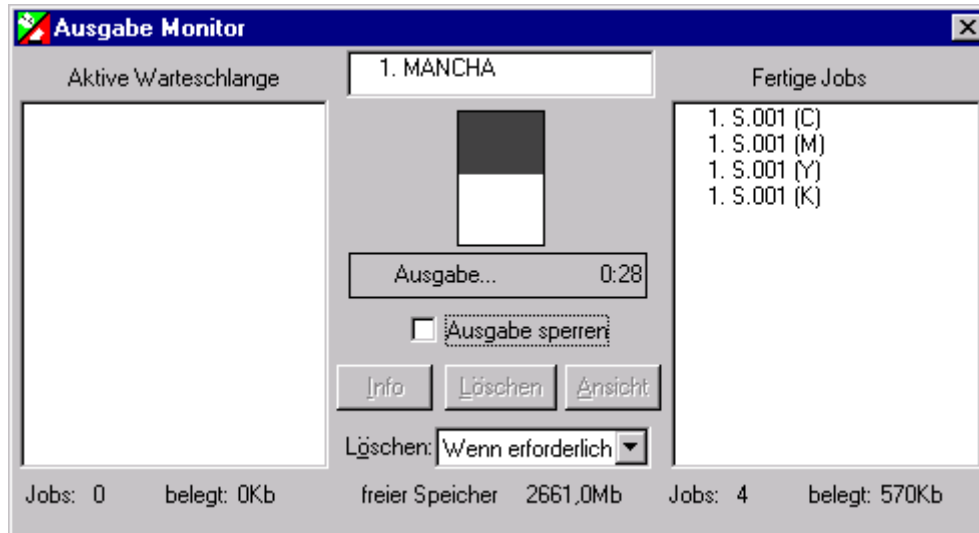 Ausgabe Monitor
Aktive Warteschlange
1. MANCHA
Fertige Jobs
1. S.001 (C)
1. S.001 (M)
1. S.001 (Y)
1. S.001 (K)
Ausgabe... 0:28
Ausgabe sperren
Info Löschen Ansicht
Löschen: Wenn erforderlich
Jobs: 0 belegt: 0Kb freier Speicher 2661,0Mb Jobs: 4 belegt: 570Kb